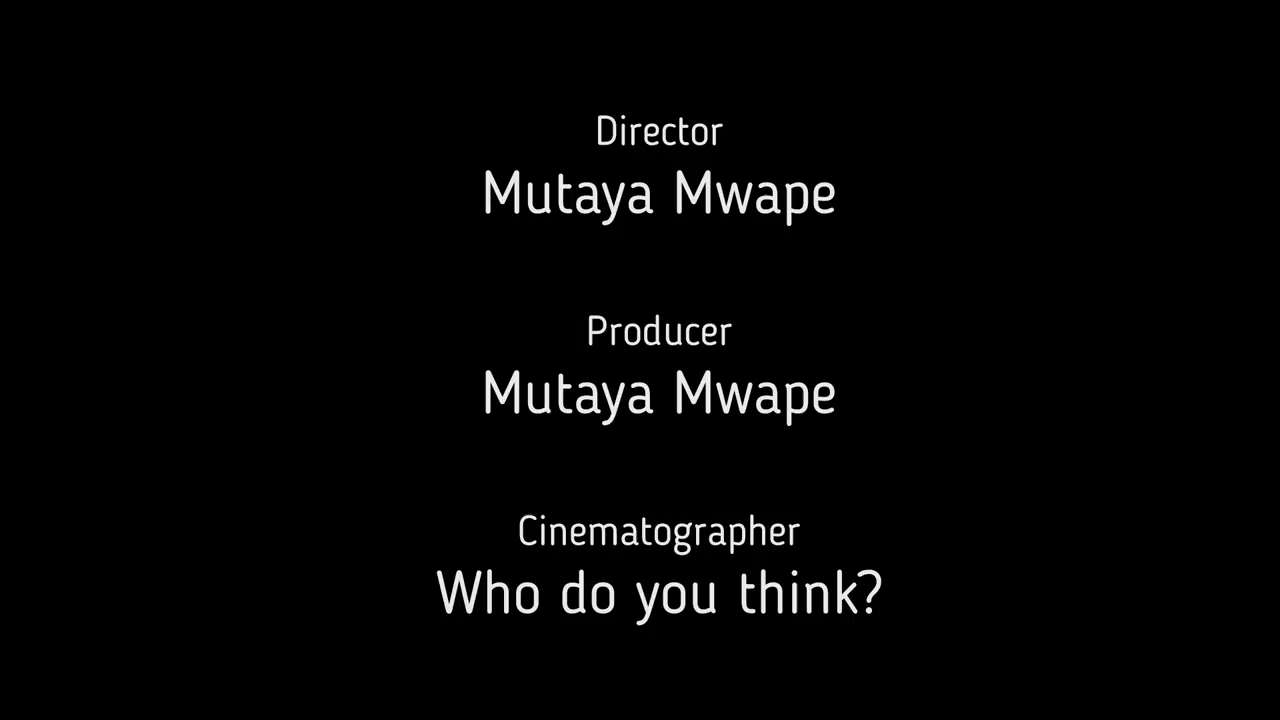 Director
Mutaya Mwape
Producer
Mutaya Mwape
Cinematographer
Who do you think?